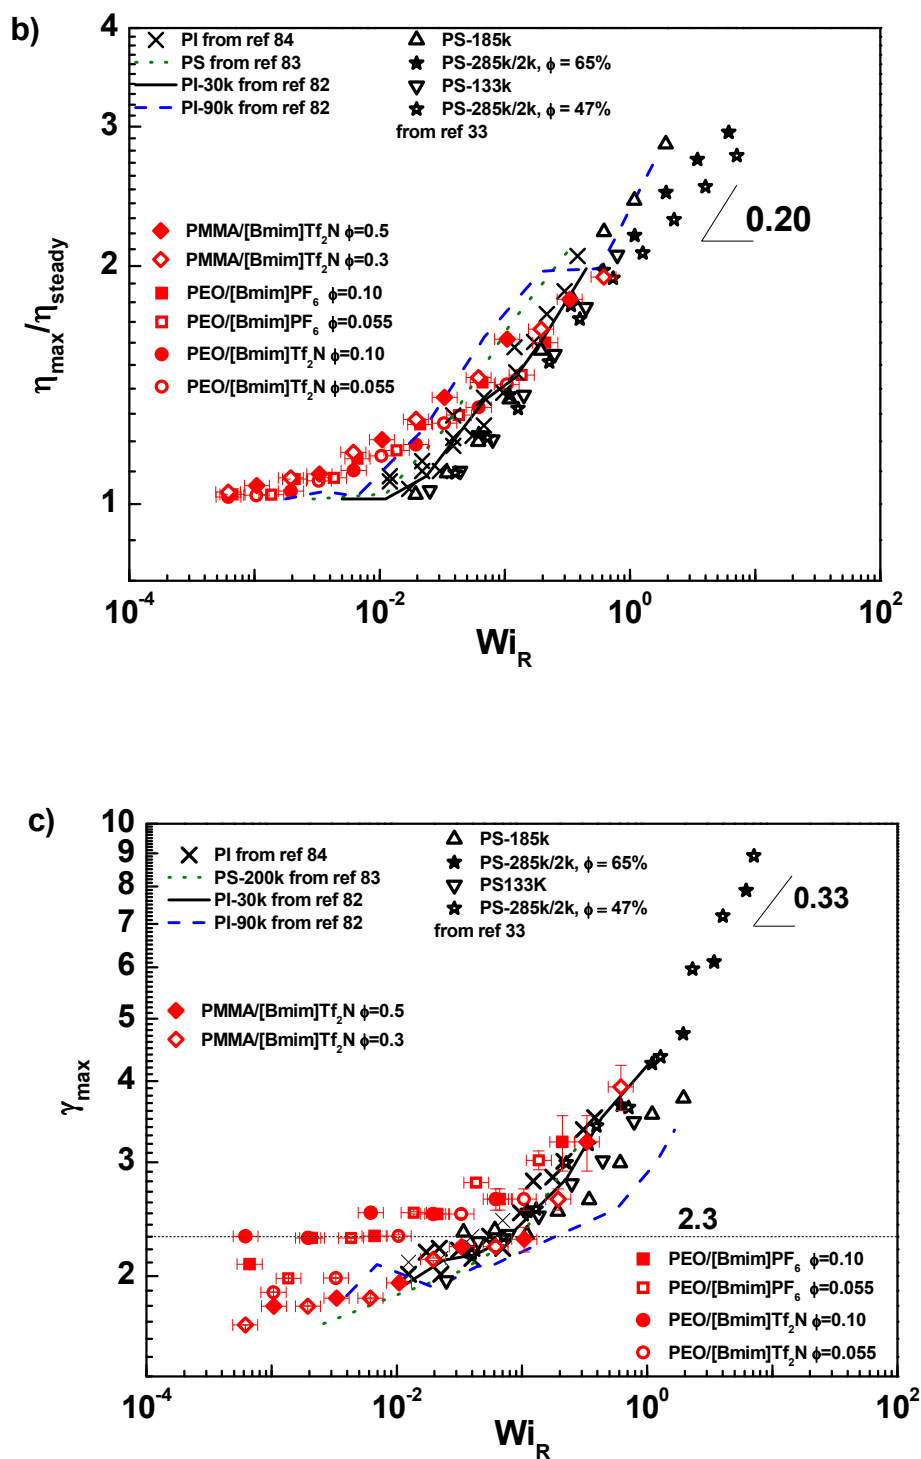 b)
4
3
2
1
η_max/η_steady
PI from ref 84
PS from ref 83
PI-30k from ref 82
PI-90k from ref 82
PS-185k
PS-285k/2k, ϕ = 65%
PS-133k
PS-285k/2k, ϕ = 47%
from ref 33
PMMA/[Bmim]Tf₂N ϕ=0.5
PMMA/[Bmim]Tf₂N ϕ=0.3
PEO/[Bmim]PF₆ ϕ=0.10
PEO/[Bmim]PF₆ ϕ=0.055
PEO/[Bmim]Tf₂N ϕ=0.10
PEO/[Bmim]Tf₂N ϕ=0.055
0.20
10⁻⁴ 10⁻² 10⁰ 10²
Wi_R
c)
10
9
8
7
6
5
4
3
2
γ_max
PI from ref 84
PS-200k from ref 83
PI-30k from ref 82
PI-90k from ref 82
PS-185k
PS-285k/2k, ϕ = 65%
PS133K
PS-285k/2k, ϕ = 47%
from ref 33
0.33
PMMA/[Bmim]Tf₂N ϕ=0.5
PMMA/[Bmim]Tf₂N ϕ=0.3
2.3
PEO/[Bmim]PF₆ ϕ=0.10
PEO/[Bmim]PF₆ ϕ=0.055
PEO/[Bmim]Tf₂N ϕ=0.10
PEO/[Bmim]Tf₂N ϕ=0.055
10⁻⁴ 10⁻² 10⁰ 10²
Wi_R